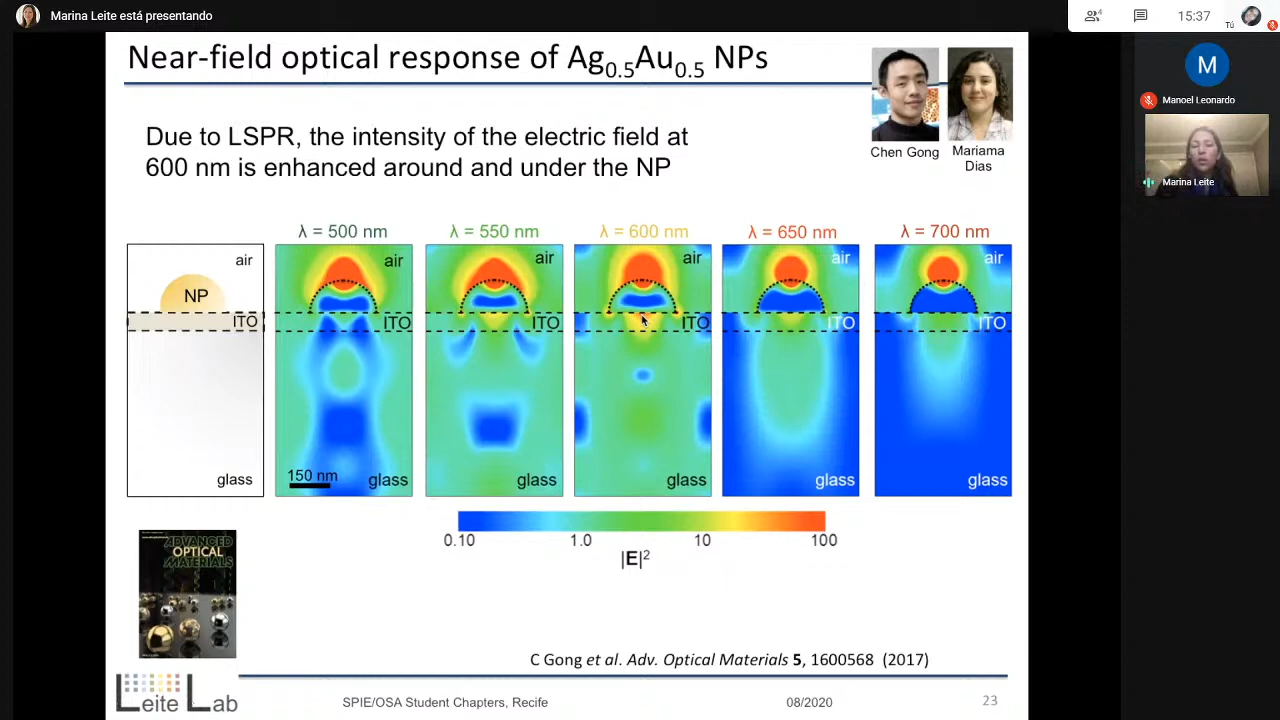 Marina Leite está presentando
4
15:37
Tú
M
Manoel Leonardo
Marina Leite
Near-field optical response of Ag0.5Au0.5 NPs
Chen Gong
Mariama
Dias
Due to LSPR, the intensity of the electric field at
600 nm is enhanced around and under the NP
λ = 500 nm
λ = 550 nm
λ = 600 nm
λ = 650 nm
λ = 700 nm
air
air
air
air
air
air
NP
ITO
ITO
ITO
ITO
ITO
ITO
150 nm
glass
glass
glass
glass
glass
glass
0.10
1.0
10
100
|E|²
ADVANCED
OPTICAL
MATERIALS
C Gong et al. Adv. Optical Materials 5, 1600568 (2017)
Leite Lab
SPIE/OSA Student Chapters, Recife
08/2020
23